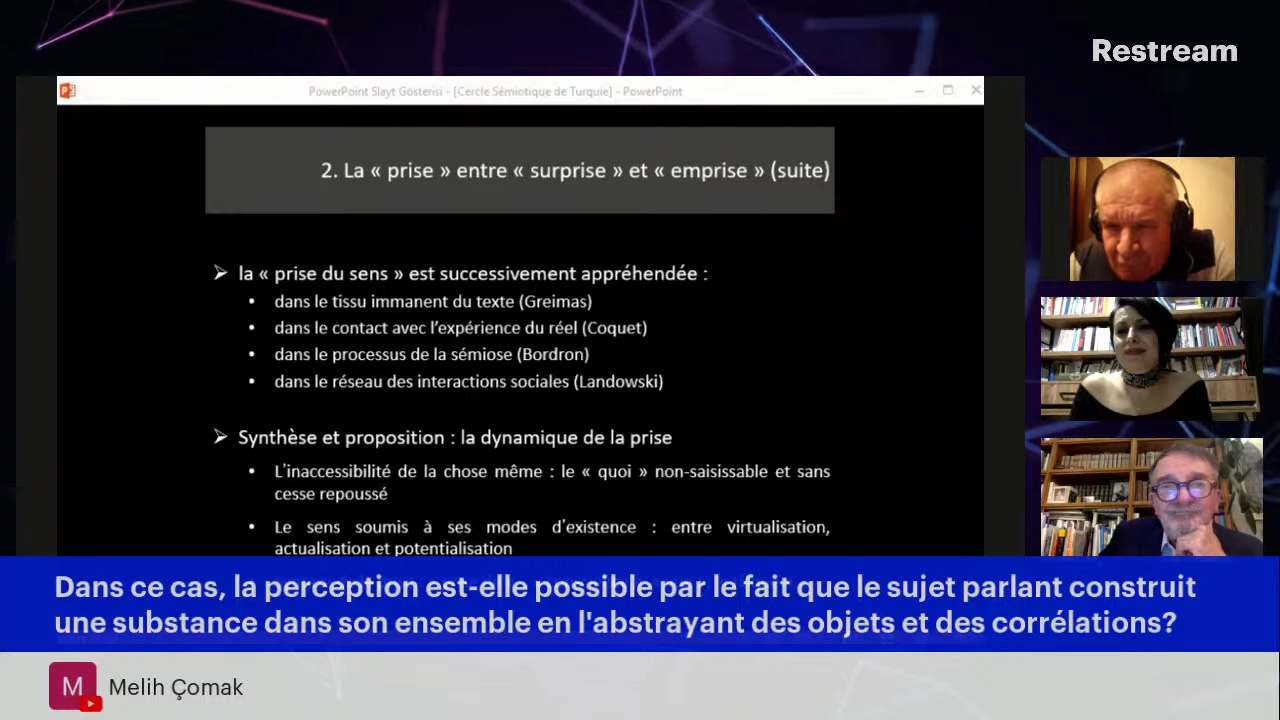 Restream
PowerPoint Slayt Gösterisi - [Cercle Sémiotique de Turquie] - PowerPoint
2. La « prise » entre « surprise » et « emprise » (suite)
la « prise du sens » est successivement appréhendée :
• dans le tissu immanent du texte (Greimas)
• dans le contact avec l’expérience du réel (Coquet)
• dans le processus de la sémiose (Bordron)
• dans le réseau des interactions sociales (Landowski)
Synthèse et proposition : la dynamique de la prise
• L’inaccessibilité de la chose même : le « quoi » non-saisissable et sans
cesse repoussé
• Le sens soumis à ses modes d’existence : entre virtualisation,
actualisation et potentialisation
Dans ce cas, la perception est-elle possible par le fait que le sujet parlant construit
une substance dans son ensemble en l'abstrayant des objets et des corrélations?
M
Melih Çomak